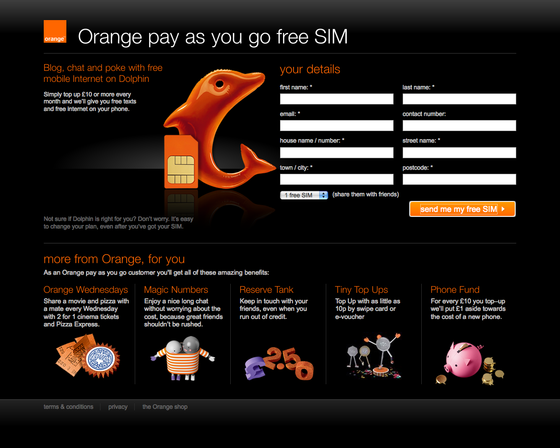 orange
Orange pay as you go free SIM
Blog, chat and poke with free
mobile Internet on Dolphin
Simply top up £10 or more every
month and we'll give you free texts
and free Internet on your phone.
Not sure if Dolphin is right for you? Don't worry. It's easy
to change your plan, even after you've got your SIM.
your details
first name: *
last name: *
email: *
contact number:
house name / number: *
street name: *
town / city: *
postcode: *
1 free SIM
(share them with friends)
send me my free SIM
more from Orange, for you
As an Orange pay as you go customer you'll get all of these amazing benefits:
Orange Wednesdays
Share a movie and pizza with
a mate every Wednesday
with 2 for 1 cinema tickets
and Pizza Express.
Magic Numbers
Enjoy a nice long chat
without worrying about the
cost, because great friends
shouldn't be rushed.
Reserve Tank
Keep in touch with your
friends, even when you
run out of credit.
£2.50
Tiny Top Ups
Top Up with as little as
10p by swipe card or
e-voucher
Phone Fund
For every £10 you top–up
we'll put £1 aside towards
the cost of a new phone.
terms & conditions
privacy
the Orange shop